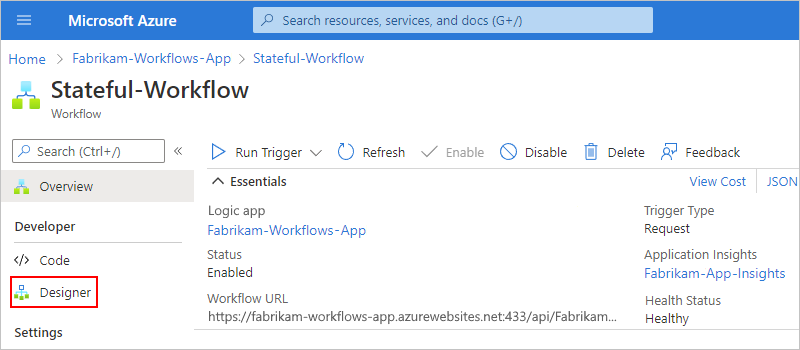 Microsoft Azure
Search resources, services, and docs (G+/)
Home > Fabrikam-Workflows-App > Stateful-Workflow
Stateful-Workflow
Workflow
Search (Ctrl+/) «
Run Trigger Refresh Enable Disable Delete Feedback
Overview
Developer
Code
Designer
Settings
Essentials
View Cost JSON
Logic app
Fabrikam-Workflows-App
Status
Enabled
Workflow URL
https://fabrikam-workflows-app.azurewebsites.net:433/api/Fabrikam...
Trigger Type
Request
Application Insights
Fabrikam-App-Insights
Health Status
Healthy